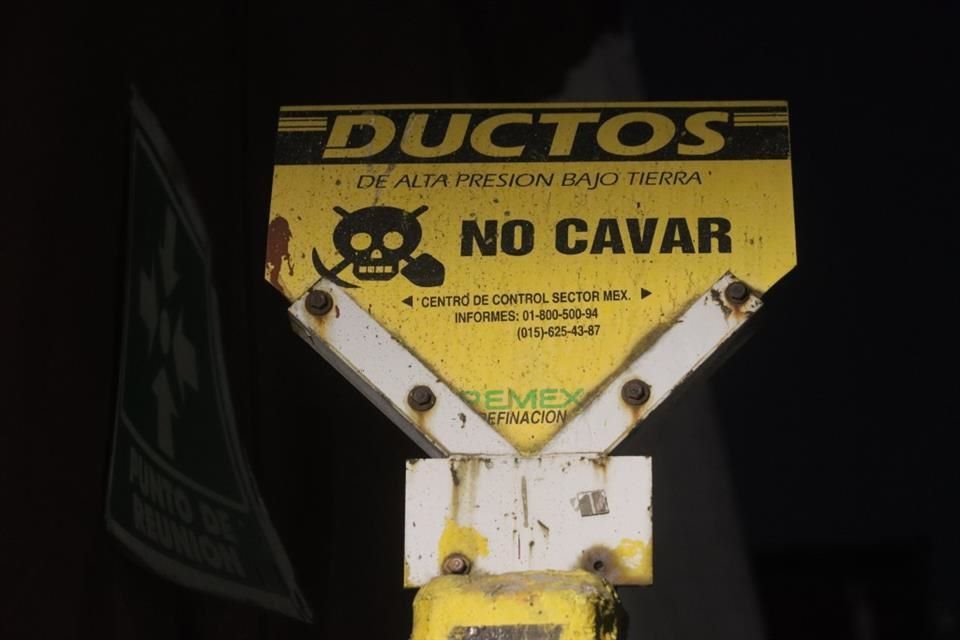 DUCTOS
DE ALTA PRESION BAJO TIERRA
NO CAVAR
CENTRO DE CONTROL SECTOR MEX.
INFORMES: 01-800-500-94
(015)-625-43-87
PEMEX
REFINACION
PUNTO DE
REUNION